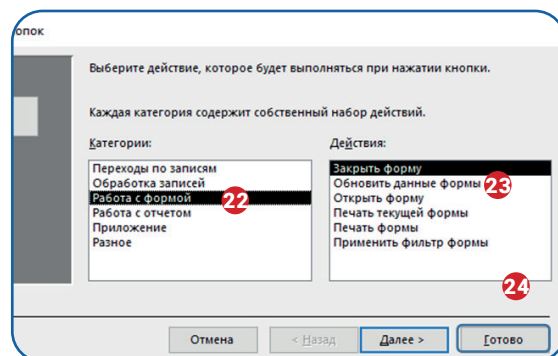 опок
Выберите действие, которое будет выполняться при нажатии кнопки.
Каждая категория содержит собственный набор действий.
Категории:
Действия:
Переходы по записям
Обработка записей
Работа с формой
Работа с отчетом
Приложение
Разное
22
Закрыть форму
Обновить данные формы
Открыть форму
Печать текущей формы
Печать формы
Применить фильтр формы
23
24
Отмена
< Назад
Далее >
Готово